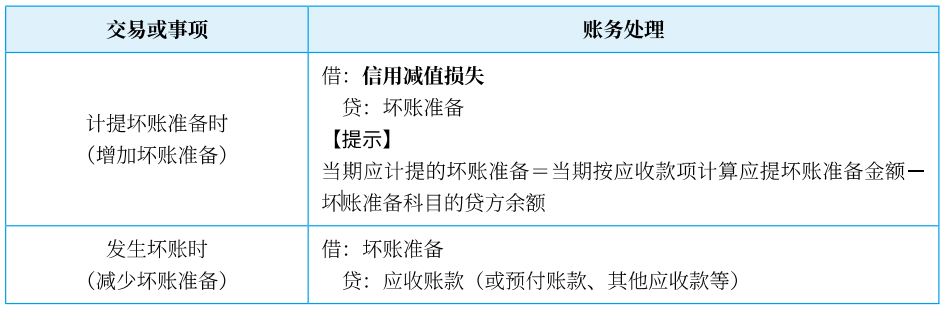 交易或事项
账务处理
计提坏账准备时
（增加坏账准备）
借：信用减值损失
贷：坏账准备
【提示】
当期应计提的坏账准备＝当期按应收款项计算应提坏账准备金额－
坏账准备科目的贷方余额
发生坏账时
（减少坏账准备）
借：坏账准备
贷：应收账款（或预付账款、其他应收款等）